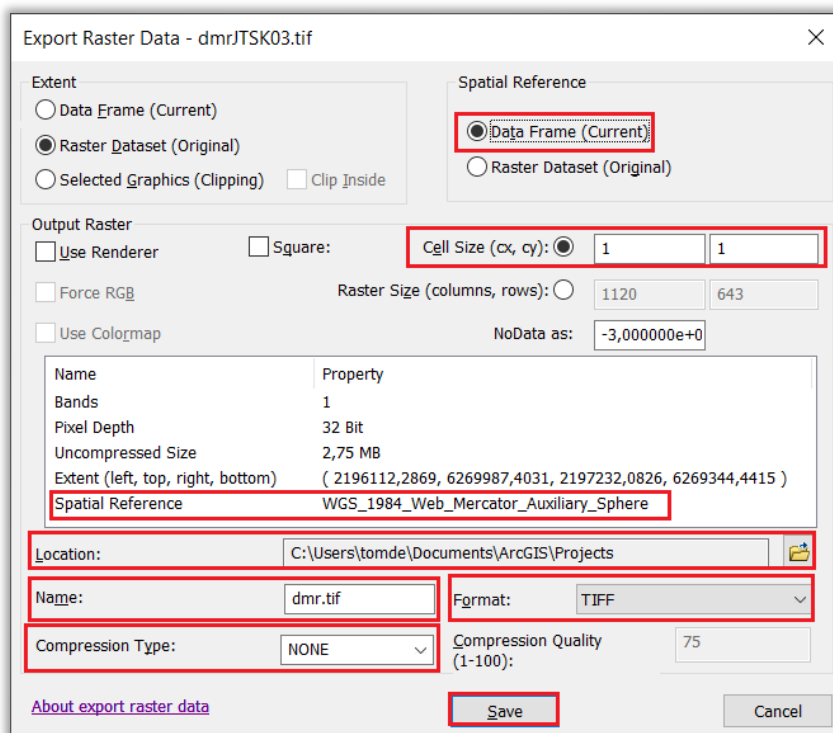 Export Raster Data - dmrJTSK03.tif
Extent
Data Frame (Current)
Raster Dataset (Original)
Selected Graphics (Clipping) Clip Inside
Spatial Reference
Data Frame (Current)
Raster Dataset (Original)
Output Raster
Use Renderer Square: Cell Size (cx, cy): 1 1
Force RGB Raster Size (columns, rows): 1120 643
Use Colormap NoData as: -3,000000e+0
Name Property
Bands 1
Pixel Depth 32 Bit
Uncompressed Size 2,75 MB
Extent (left, top, right, bottom) ( 2196112,2869, 6269987,4031, 2197232,0826, 6269344,4415 )
Spatial Reference WGS_1984_Web_Mercator_Auxiliary_Sphere
Location: C:\Users\tomde\Documents\ArcGIS\Projects
Name: dmr.tif Format: TIFF
Compression Type: NONE Compression Quality
(1-100): 75
About export raster data Save Cancel